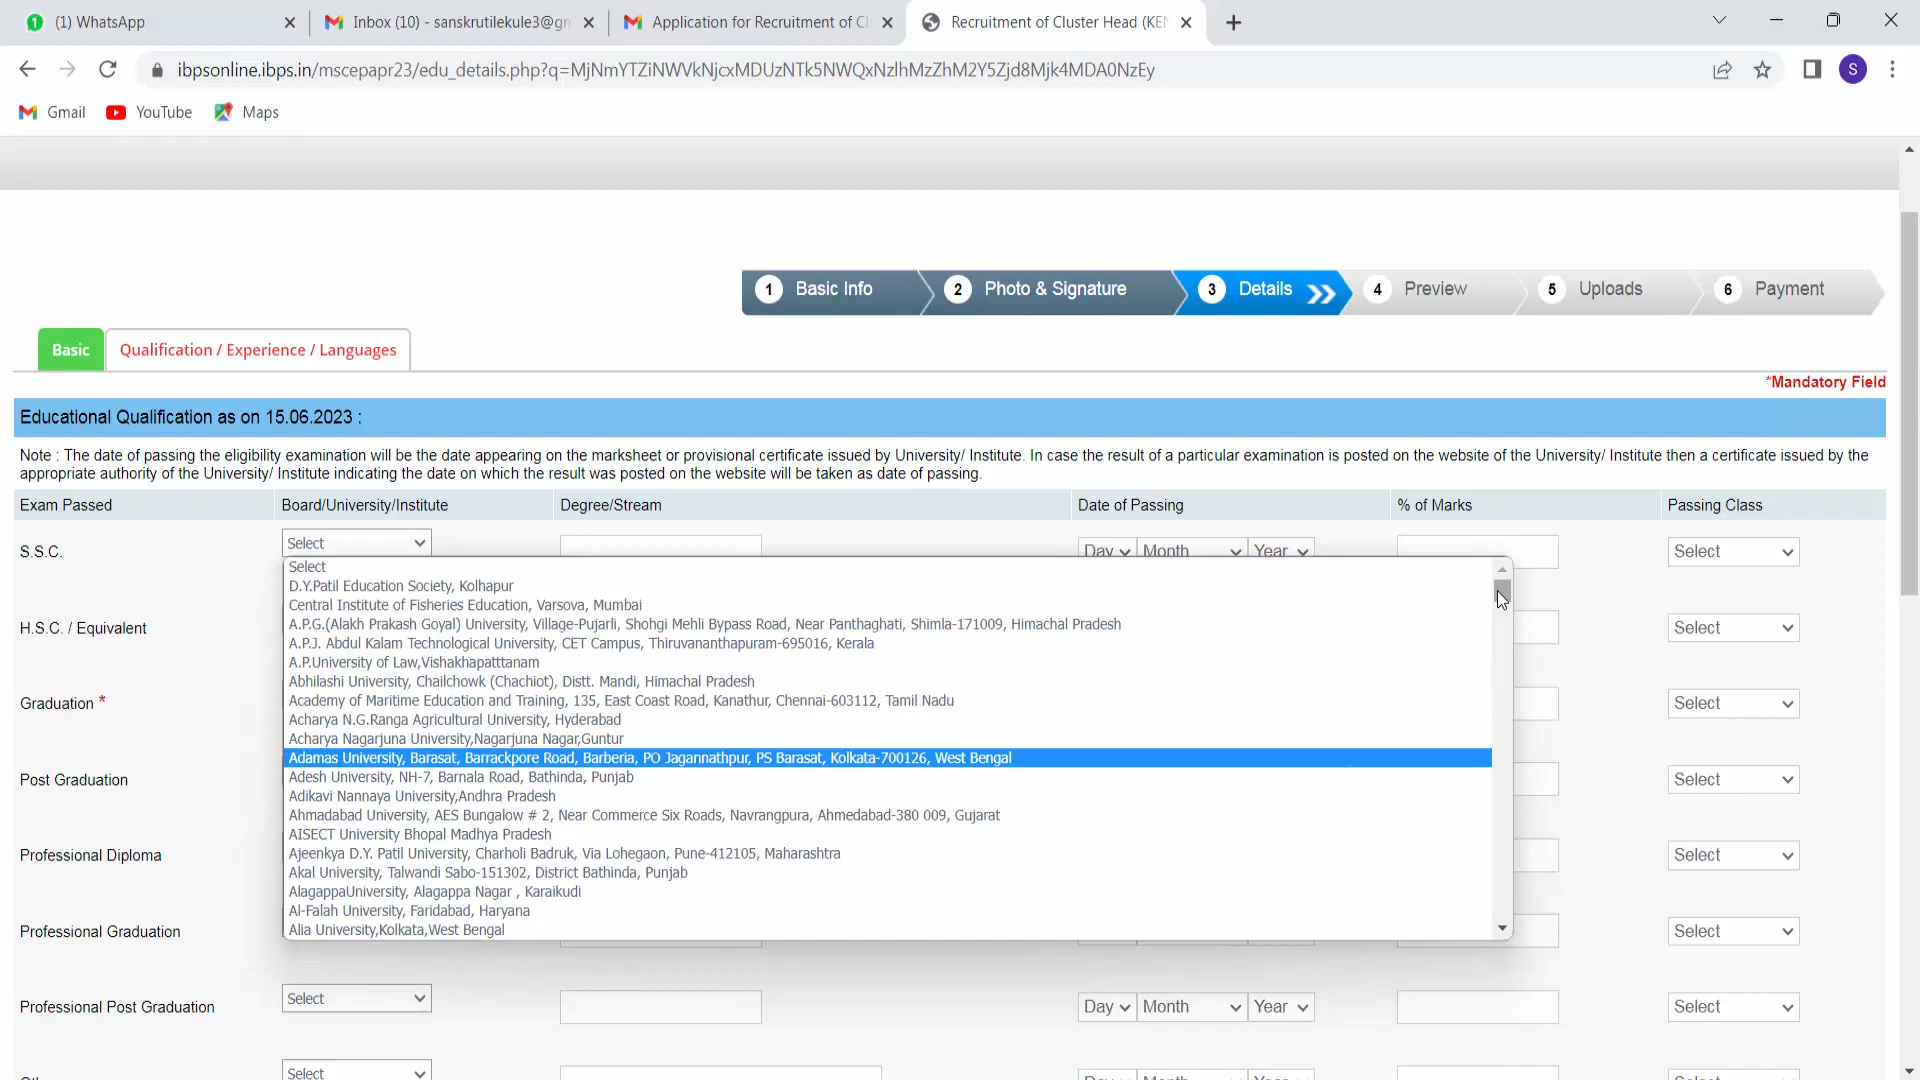 (1) WhatsApp
Inbox (10) - sanskrutilekule3@gm
Application for Recruitment of Cl
Recruitment of Cluster Head (KEN
ibpsonline.ibps.in/mscepapr23/edu_details.php?q=MjNmYTZiNWVkNjcxMDUzNTk5NWQxNzlhMzZhM2Y5Zjd8Mjk4MDA0NzEy
S
Gmail YouTube Maps
1 Basic Info 2 Photo & Signature 3 Details 4 Preview 5 Uploads 6 Payment
Basic Qualification / Experience / Languages
*Mandatory Field
Educational Qualification as on 15.06.2023 :
Note : The date of passing the eligibility examination will be the date appearing on the marksheet or provisional certificate issued by University/ Institute. In case the result of a particular examination is posted on the website of the University/ Institute then a certificate issued by the
appropriate authority of the University/ Institute indicating the date on which the result was posted on the website will be taken as date of passing.
Exam Passed Board/University/Institute Degree/Stream Date of Passing % of Marks Passing Class
S.S.C. Select Day Month Year Select
Select
D.Y.Patil Education Society, Kolhapur
Central Institute of Fisheries Education, Varsova, Mumbai
A.P.G.(Alakh Prakash Goyal) University, Village-Pujarli, Shohgi Mehli Bypass Road, Near Panthaghati, Shimla-171009, Himachal Pradesh
H.S.C. / Equivalent Select
A.P.J. Abdul Kalam Technological University, CET Campus, Thiruvananthapuram-695016, Kerala
A.P.University of Law,Vishakhapatttanam
Abhilashi University, Chailchowk (Chachiot), Distt. Mandi, Himachal Pradesh
Academy of Maritime Education and Training, 135, East Coast Road, Kanathur, Chennai-603112, Tamil Nadu
Graduation * Select
Acharya N.G.Ranga Agricultural University, Hyderabad
Acharya Nagarjuna University,Nagarjuna Nagar,Guntur
Adamas University, Barasat, Barrackpore Road, Barberia, PO Jagannathpur, PS Barasat, Kolkata-700126, West Bengal
Adesh University, NH-7, Barnala Road, Bathinda, Punjab
Post Graduation Select
Adikavi Nannaya University,Andhra Pradesh
Ahmadabad University, AES Bungalow # 2, Near Commerce Six Roads, Navrangpura, Ahmedabad-380 009, Gujarat
AISECT University Bhopal Madhya Pradesh
Ajeenkya D.Y. Patil University, Charholi Badruk, Via Lohegaon, Pune-412105, Maharashtra
Professional Diploma Select
Akal University, Talwandi Sabo-151302, District Bathinda, Punjab
AlagappaUniversity, Alagappa Nagar , Karaikudi
Al-Falah University, Faridabad, Haryana
Alia University,Kolkata,West Bengal
Professional Graduation Select
Professional Post Graduation Select Day Month Year Select
Select